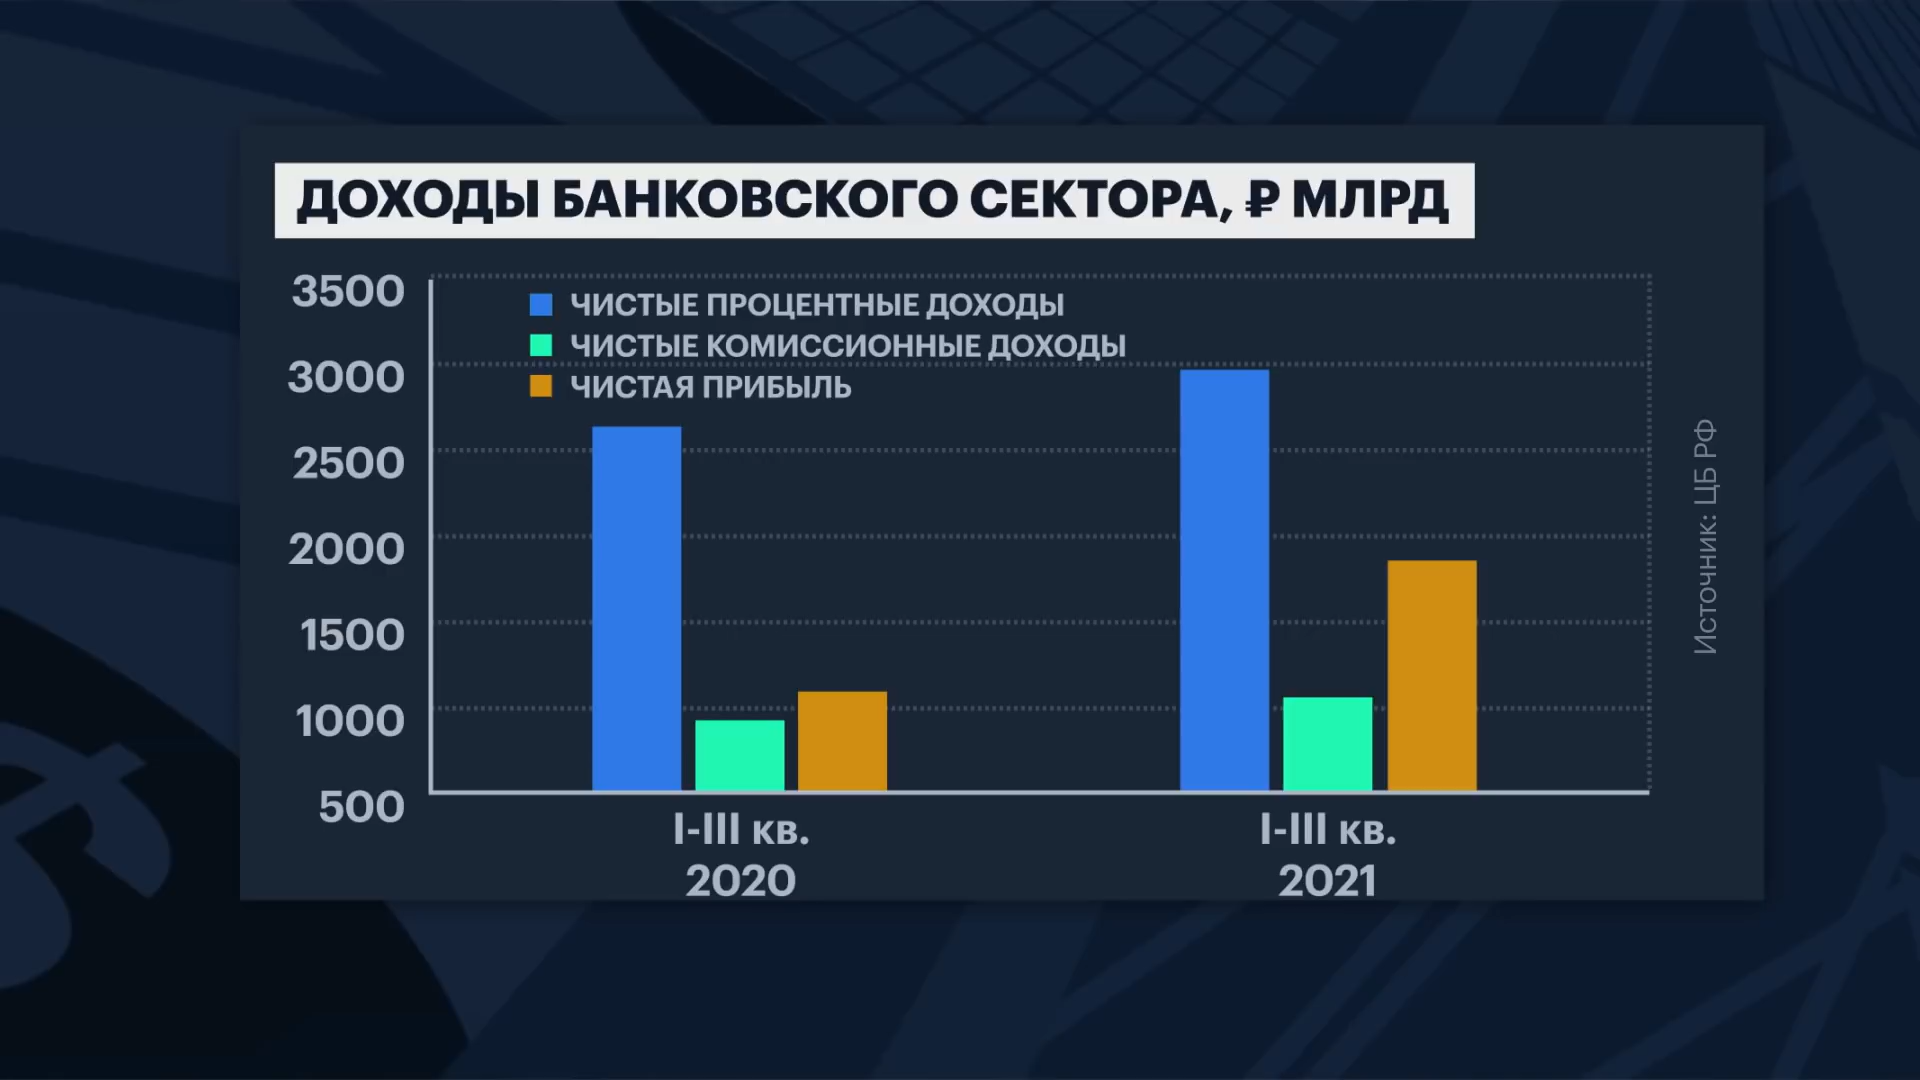 ДОХОДЫ БАНКОВСКОГО СЕКТОРА, ₽ МЛРД
3500
3000
2500
2000
1500
1000
500
ЧИСТЫЕ ПРОЦЕНТНЫЕ ДОХОДЫ
ЧИСТЫЕ КОМИССИОННЫЕ ДОХОДЫ
ЧИСТАЯ ПРИБЫЛЬ
I-III кв.
2020
I-III кв.
2021
Источник: ЦБ РФ